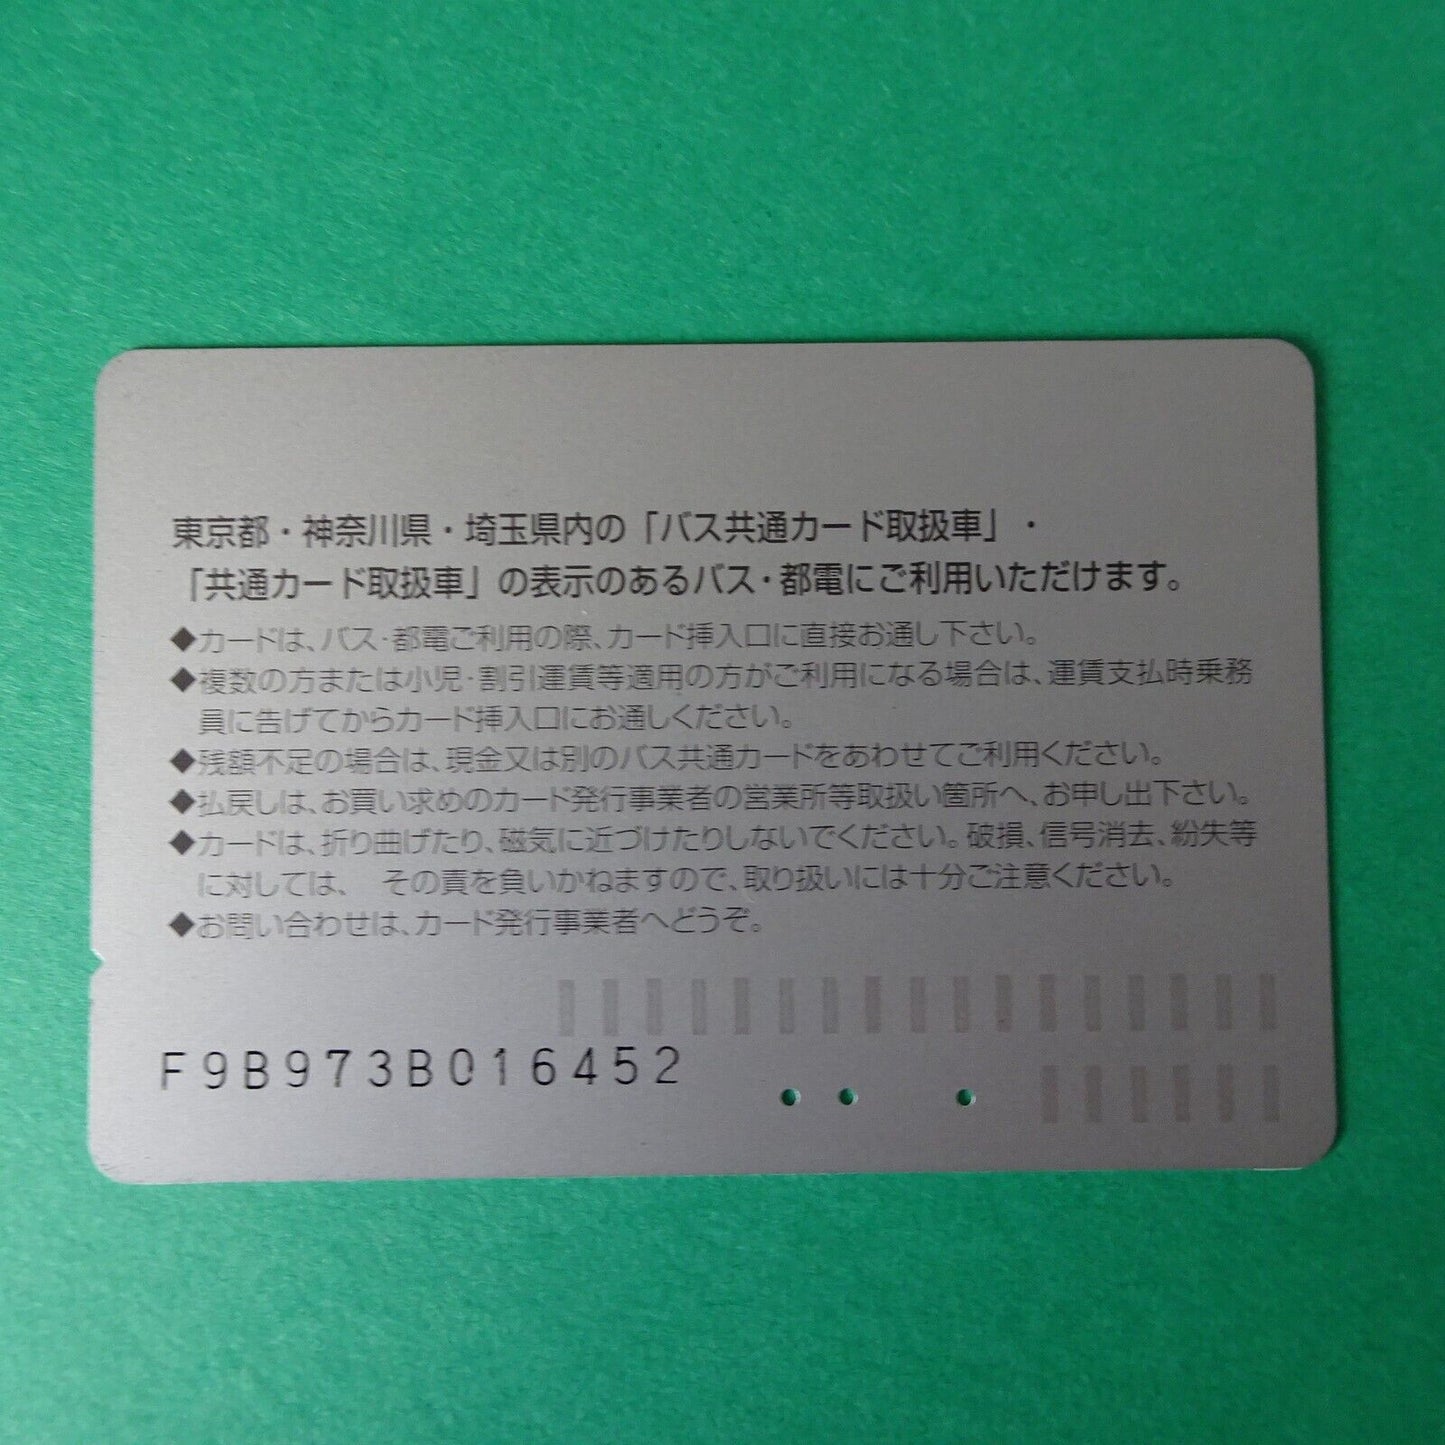 東京都・神奈川県・埼玉県内の「バス共通カード取扱車」・
「共通カード取扱車」の表示のあるバス・都電にご利用いただけます。
◆カードは、バス・都電ご利用の際、カード挿入口に直接お通し下さい。
◆複数の方または小児・割引運賃等適用の方がご利用になる場合は、運賃支払時乗務
員に告げてからカード挿入口にお通しください。
◆残額不足の場合は、現金又は別のバス共通カードをあわせてご利用ください。
◆払戻しは、お買い求めのカード発行事業者の営業所等取扱い箇所へ、お申し出下さい。
◆カードは、折り曲げたり、磁気に近づけたりしないでください。破損、信号消去、紛失等
に対しては、　その責を負いかねますので、取り扱いには十分ご注意ください。
◆お問い合わせは、カード発行事業者へどうぞ。
F9B973B016452